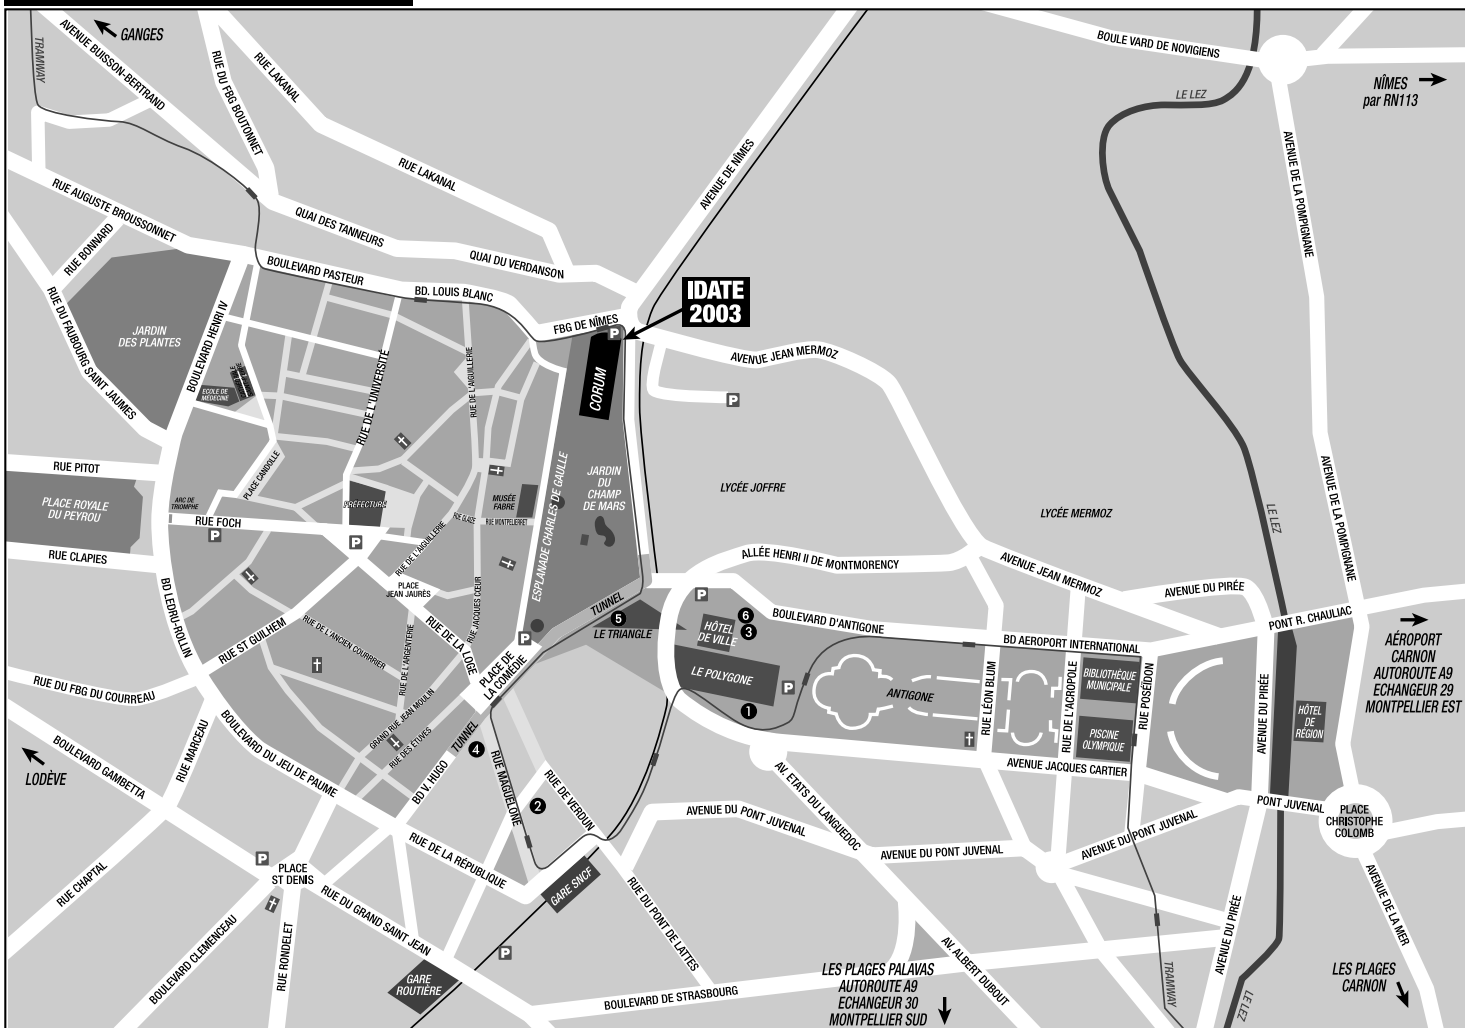 GANGES
TRAMWAY
AVENUE BUISSON-BERTRAND
RUE DU FBG BOUTONNET
RUE LAKANAL
RUE LAKANAL
AVENUE DE NÎMES
BOULE VARD DE NOVIGIENS
LE LEZ
NÎMES
par RN113
AVENUE DE LA POMPIGNANE
RUE AUGUSTE BROUSSONNET
RUE BONNARD
QUAI DES TANNEURS
QUAI DU VERDANSON
BOULEVARD PASTEUR
BD. LOUIS BLANC
FBG DE NÎMES
P
IDATE
2003
RUE DU FAUBOURG SAINT JAUMES
JARDIN
DES PLANTES
BOULEVARD HENRI IV
ECOLE DE
MÉDECINE
RUE DE L'UNIVERSITÉ
RUE DE L'AIGUILLERIE
CORUM
AVENUE JEAN MERMOZ
P
RUE PITOT
PLACE ROYALE
DU PEYROU
ARC DE
TRIOMPHE
PLACE CANDOLLE
PRÉFECTURE
MUSÉE
FABRE
RUE GLAIZE
RUE MONTPELIERRET
ESPLANADE CHARLES DE GAULLE
JARDIN
DU
CHAMP
DE MARS
LYCÉE JOFFRE
LYCÉE MERMOZ
LE LEZ
AVENUE DE LA POMPIGNANE
RUE FOCH
P
P
RUE CLAPIES
RUE DE L'AIGUILLERIE
PLACE
JEAN JAURÈS
RUE JACQUES CŒUR
ALLÉE HENRI II DE MONTMORENCY
AVENUE JEAN MERMOZ
AVENUE DU PIRÉE
BD LEDRU-ROLLIN
RUE ST GUILHEM
RUE DE L'ANCIEN COURRIER
RUE DE L'ARGENTERIE
RUE DE LA LOGE
P
TUNNEL
5
LE TRIANGLE
P
HÔTEL
DE VILLE
6
3
BOULEVARD D'ANTIGONE
BD AEROPORT INTERNATIONAL
PONT R. CHAULIAC
AÉROPORT
CARNON
AUTOROUTE A9
ECHANGEUR 29
MONTPELLIER EST
RUE DU FBG DU COURREAU
PLACE DE
LA COMÉDIE
LE POLYGONE
P
1
ANTIGONE
RUE LÉON BLUM
RUE DE L'ACROPOLE
BIBLIOTHÈQUE
MUNICIPALE
PISCINE
OLYMPIQUE
RUE POSÉIDON
AVENUE DU PIRÉE
HÔTEL
DE
RÉGION
LODÈVE
BOULEVARD GAMBETTA
RUE MARCEAU
BOULEVARD DU JEU DE PAUME
GRAND RUE JEAN MOULIN
RUE DES ÉTUVES
BD V. HUGO
TUNNEL
4
RUE MAGUELONE
2
RUE DE VERDUN
AVENUE JACQUES CARTIER
AV. ETATS DU LANGUEDOC
AVENUE DU PONT JUVENAL
AVENUE DU PONT JUVENAL
AVENUE DU PONT JUVENAL
PONT JUVENAL
PLACE
CHRISTOPHE
COLOMB
RUE CHAPTAL
P
PLACE
ST DENIS
RUE DE LA RÉPUBLIQUE
GARE SNCF
RUE DU PONT DE LATTES
RUE DU GRAND SAINT JEAN
BOULEVARD CLEMENCEAU
RUE RONDELET
P
GARE
ROUTIÈRE
BOULEVARD DE STRASBOURG
LES PLAGES PALAVAS
AUTOROUTE A9
ECHANGEUR 30
MONTPELLIER SUD
AV. ALBERT DUBOUT
TRAMWAY
AVENUE DU PIRÉE
LE LEZ
AVENUE DE LA MER
LES PLAGES
CARNON